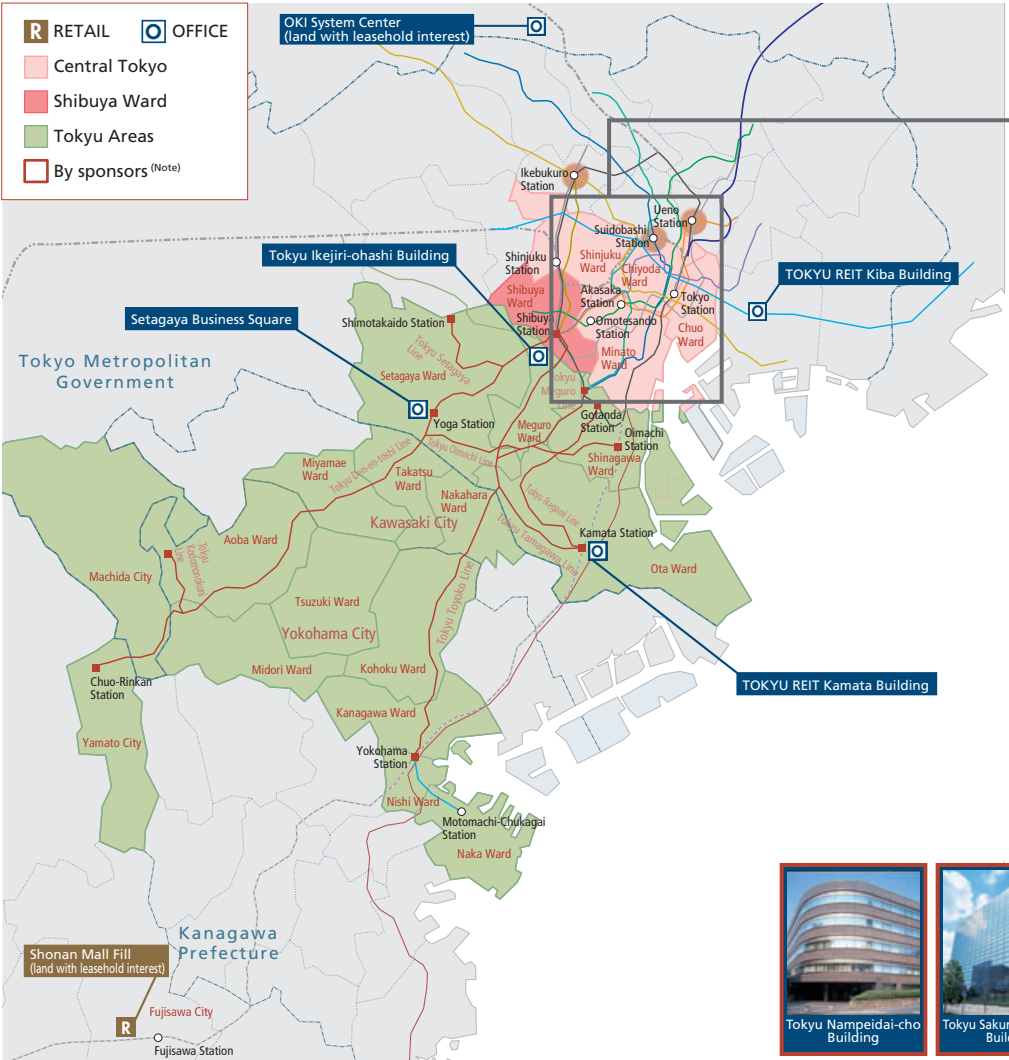 R RETAIL
O OFFICE
Central Tokyo
Shibuya Ward
Tokyu Areas
By sponsors (Note)
OKI System Center
(land with leasehold interest)
O
Ikebukuro
Station
Ueno
Station
Suidobashi
Station
Tokyu Ikejiri-ohashi Building
Shinjuku
Station
Shinjuku
Ward
Chiyoda
Ward
TOKYU REIT Kiba Building
O
Shibuya
Ward
Akasaka
Station
Tokyo
Station
Setagaya Business Square
Shimotakaido Station
Shibuy
Station
Omotesando
Station
Chuo
Ward
Minato
Ward
O
Tokyo Metropolitan
Government
Tokyu Setagaya
Line
Setagaya Ward
okyu
Meguro
Line
O
Yoga Station
Gotanda
Station
Meguro
Ward
Oimachi
Station
Tokyu Oimachi Line
Shinagawa
Ward
Miyamae
Ward
Tokyu Den-en-toshi Line
Takatsu
Ward
Nakahara
Ward
Tokyu Ikegami Line
Kawasaki City
Tokyu Tamagawa Line
Kamata Station
O
Aoba Ward
Tokyu
Kodomonokuni
Line
Ota Ward
Machida City
Tsuzuki Ward
Tokyu Toyoko Line
Yokohama City
Midori Ward
Kohoku Ward
TOKYU REIT Kamata Building
Chuo-Rinkan
Station
Kanagawa Ward
Yamato City
Yokohama
Station
Nishi Ward
Motomachi-Chukagai
Station
Naka Ward
Kanagawa
Prefecture
Shonan Mall Fill
(land with leasehold interest)
Fujisawa City
R
Fujisawa Station
Tokyu Nampeidai-cho
Building
Tokyu Saku
Buil